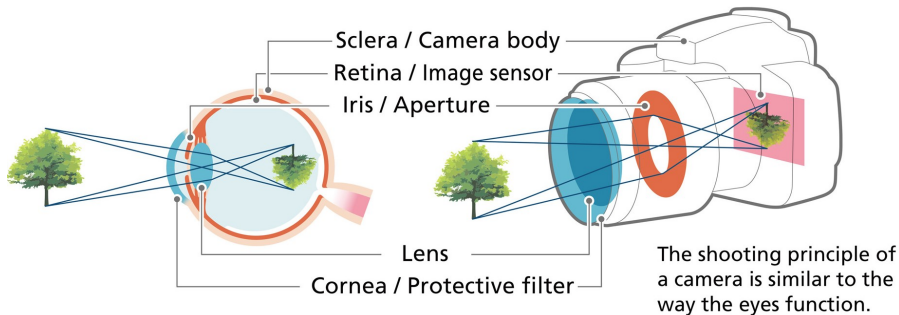 Sclera / Camera body
Retina / Image sensor
Iris / Aperture
Lens
Cornea / Protective filter
The shooting principle of
a camera is similar to the
way the eyes function.